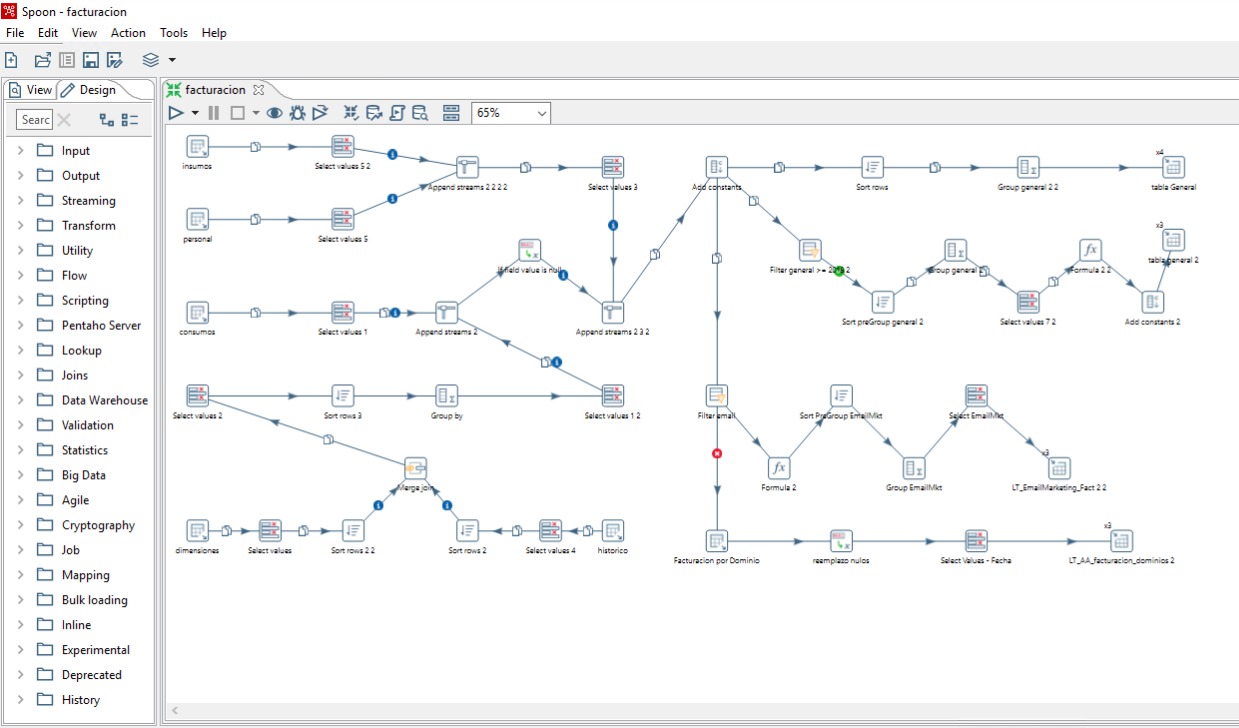 Spoon - facturacion
File Edit View Action Tools Help
View Design
facturacion
Searc
65%
Input
Output
Streaming
Transform
Utility
Flow
Scripting
Pentaho Server
Lookup
Joins
Data Warehouse
Validation
Statistics
Big Data
Agile
Cryptography
Job
Mapping
Bulk loading
Inline
Experimental
Deprecated
History
insumos
Select values 5 2
Append streams 2 2 2 2
Select values 3
personal
Select values 5
If field value is null
consumos
Select values 1
Append streams 2
Append streams 2 3 2
Select values 2
Sort rows 3
Group by
Select values 1 2
Merge join
dimensiones
Select values
Sort rows 2 2
Sort rows 2
Select values 4
historico
Add constants
Sort rows
Group general 2 2
x4
tabla General
Filter general >= 2
Sort preGroup general 2
Group general
Select values 7 2
Formula 2 2
Add constants 2
x3
tabla general 2
Filter email
Formula 2
Sort PreGroup EmailMkt
Group EmailMkt
Select EmailMkt
x3
LT_EmailMarketing_Fact 2 2
Facturacion por Dominio
reemplazo nulos
Select Values - Fecha
x3
LT_AA_facturacion_dominios 2